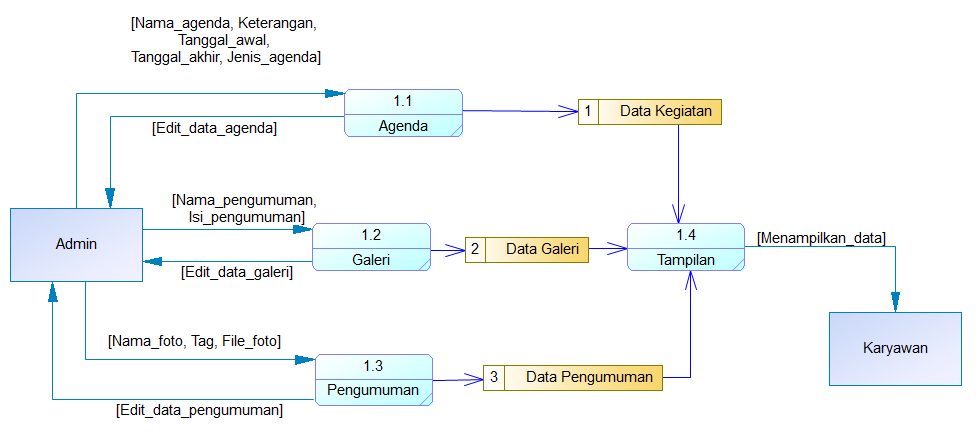 [Nama_agenda, Keterangan,
Tanggal_awal,
Tanggal_akhir, Jenis_agenda]
1.1
Agenda
1
Data Kegiatan
[Edit_data_agenda]
[Nama_pengumuman,
Isi_pengumuman]
Admin
1.2
Galeri
2
Data Galeri
1.4
Tampilan
[Menampilkan_data]
[Edit_data_galeri]
Karyawan
[Nama_foto, Tag, File_foto]
1.3
Pengumuman
3
Data Pengumuman
[Edit_data_pengumuman]